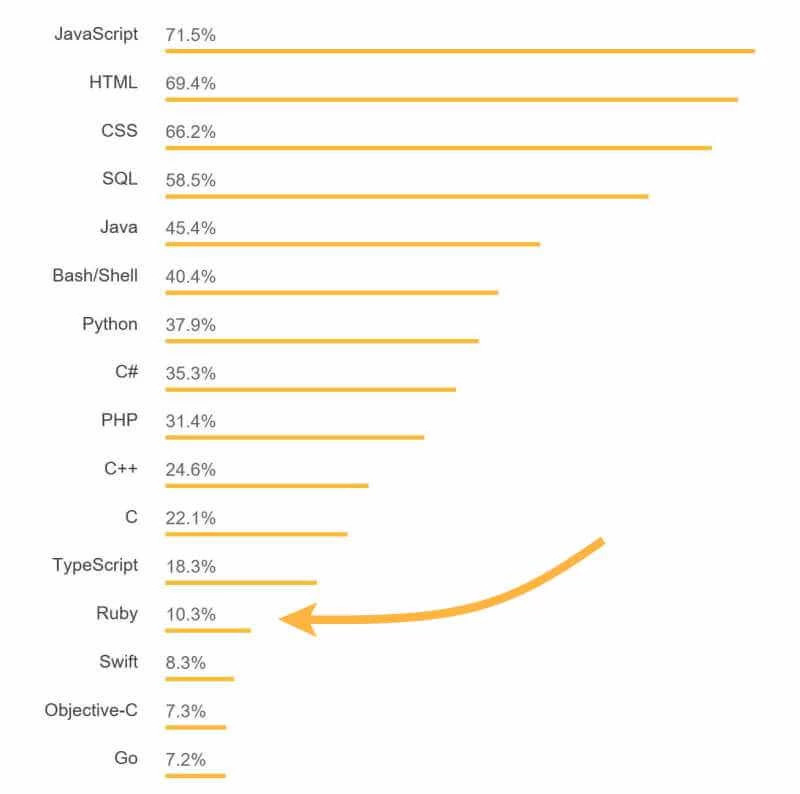 JavaScript 71.5%
HTML 69.4%
CSS 66.2%
SQL 58.5%
Java 45.4%
Bash/Shell 40.4%
Python 37.9%
C# 35.3%
PHP 31.4%
C++ 24.6%
C 22.1%
TypeScript 18.3%
Ruby 10.3%
Swift 8.3%
Objective-C 7.3%
Go 7.2%